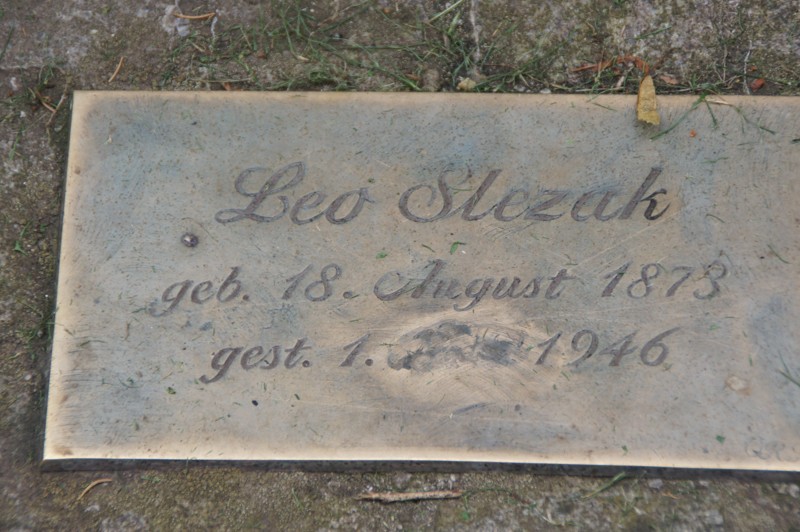 Leo Slezak
geb. 18. August 1873
gest. 1. 1946